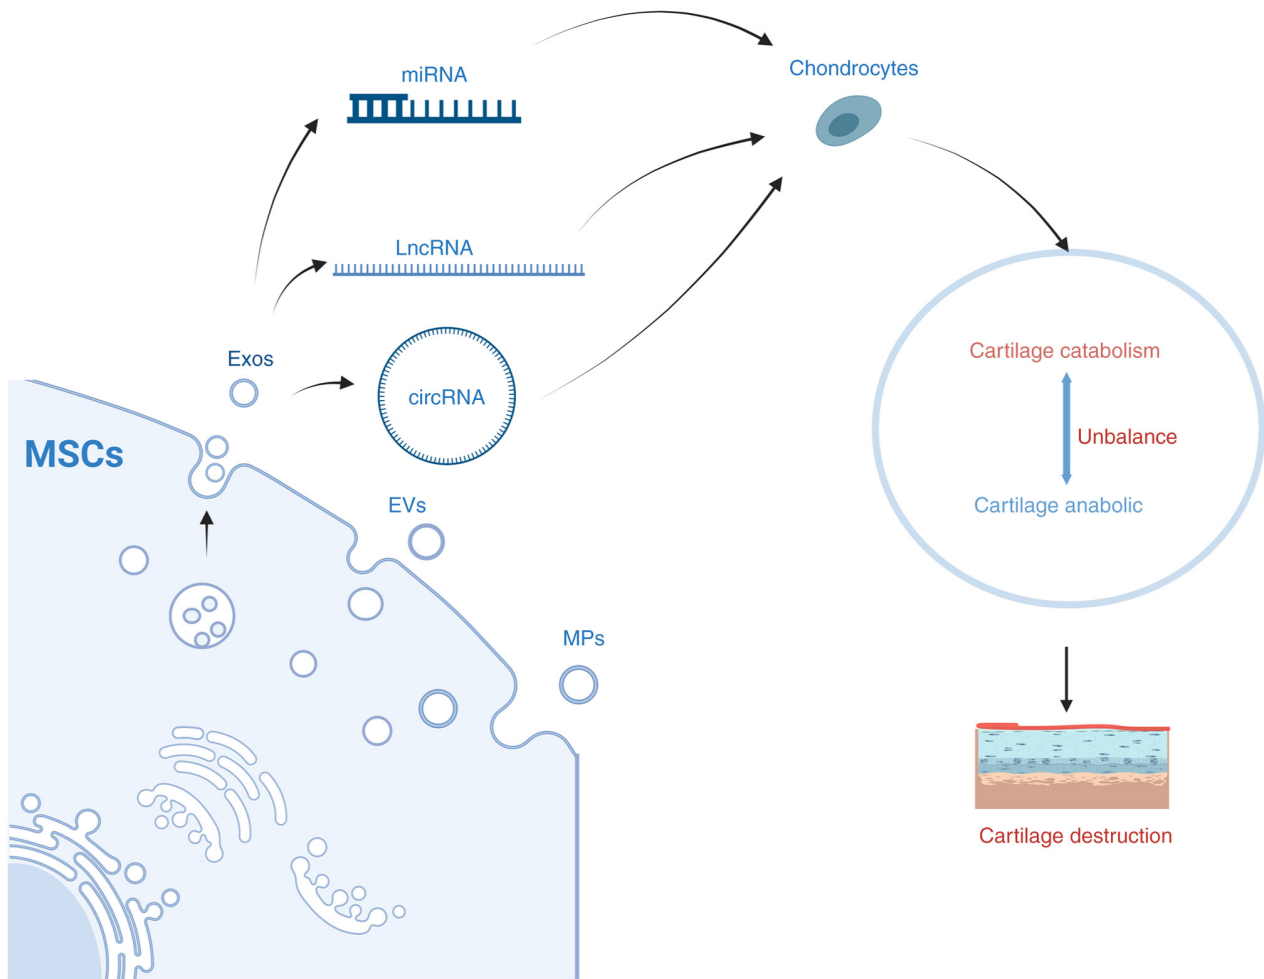 miRNA
Chondrocytes
LncRNA
Exos
circRNA
MSCs
EVs
MPs
Cartilage catabolism
Unbalance
Cartilage anabolic
Cartilage destruction